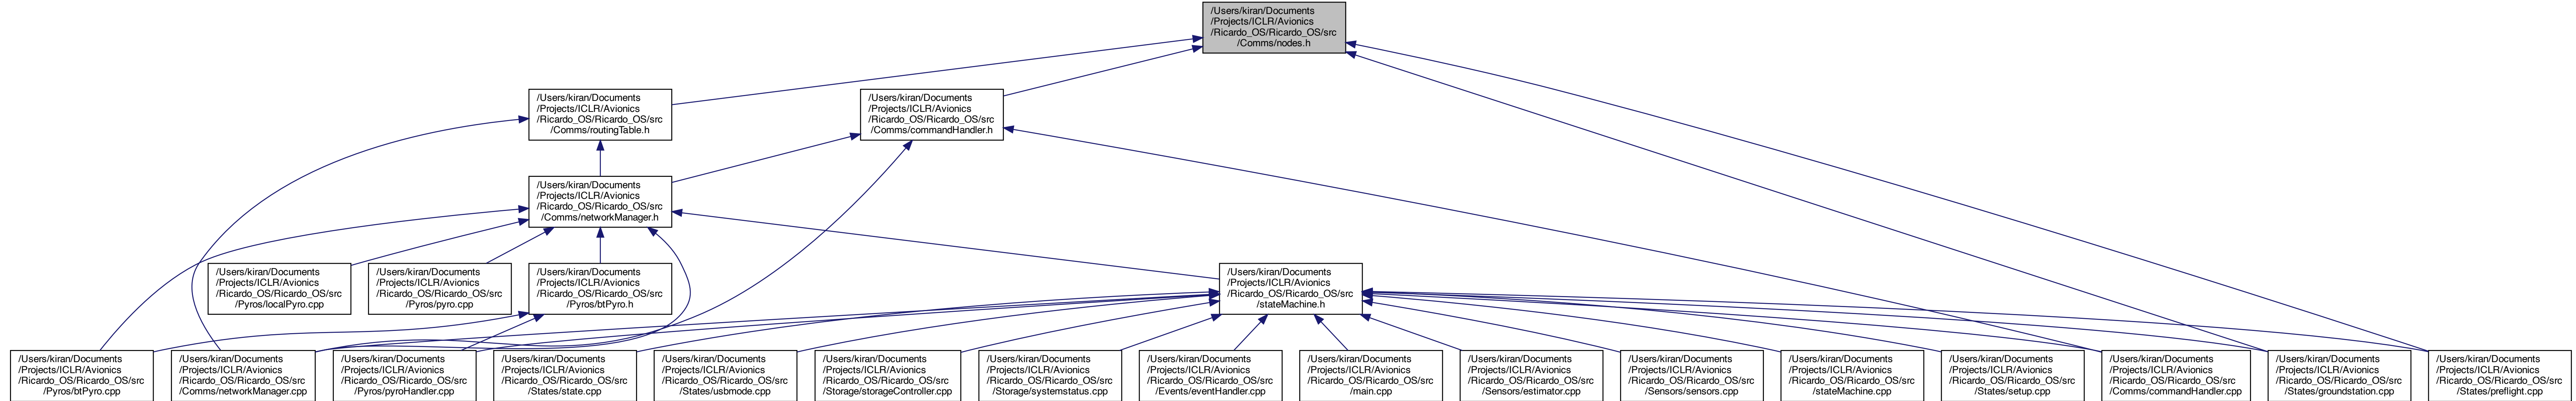 /Users/kiran/Documents
/Projects/ICLR/Avionics
/Ricardo_OS/Ricardo_OS/src
/Comms/nodes.h
/Users/kiran/Documents
/Projects/ICLR/Avionics
/Ricardo_OS/Ricardo_OS/src
/Comms/routingTable.h
/Users/kiran/Documents
/Projects/ICLR/Avionics
/Ricardo_OS/Ricardo_OS/src
/Comms/commandHandler.h
/Users/kiran/Documents
/Projects/ICLR/Avionics
/Ricardo_OS/Ricardo_OS/src
/Comms/networkManager.h
/Users/kiran/Documents
/Projects/ICLR/Avionics
/Ricardo_OS/Ricardo_OS/src
/Pyros/localPyro.cpp
/Users/kiran/Documents
/Projects/ICLR/Avionics
/Ricardo_OS/Ricardo_OS/src
/Pyros/pyro.cpp
/Users/kiran/Documents
/Projects/ICLR/Avionics
/Ricardo_OS/Ricardo_OS/src
/Pyros/btPyro.h
/Users/kiran/Documents
/Projects/ICLR/Avionics
/Ricardo_OS/Ricardo_OS/src
/stateMachine.h
/Users/kiran/Documents
/Projects/ICLR/Avionics
/Ricardo_OS/Ricardo_OS/src
/Pyros/btPyro.cpp
/Users/kiran/Documents
/Projects/ICLR/Avionics
/Ricardo_OS/Ricardo_OS/src
/Comms/networkManager.cpp
/Users/kiran/Documents
/Projects/ICLR/Avionics
/Ricardo_OS/Ricardo_OS/src
/Pyros/pyroHandler.cpp
/Users/kiran/Documents
/Projects/ICLR/Avionics
/Ricardo_OS/Ricardo_OS/src
/States/state.cpp
/Users/kiran/Documents
/Projects/ICLR/Avionics
/Ricardo_OS/Ricardo_OS/src
/States/usbmode.cpp
/Users/kiran/Documents
/Projects/ICLR/Avionics
/Ricardo_OS/Ricardo_OS/src
/Storage/storageController.cpp
/Users/kiran/Documents
/Projects/ICLR/Avionics
/Ricardo_OS/Ricardo_OS/src
/Storage/systemstatus.cpp
/Users/kiran/Documents
/Projects/ICLR/Avionics
/Ricardo_OS/Ricardo_OS/src
/Events/eventHandler.cpp
/Users/kiran/Documents
/Projects/ICLR/Avionics
/Ricardo_OS/Ricardo_OS/src
/main.cpp
/Users/kiran/Documents
/Projects/ICLR/Avionics
/Ricardo_OS/Ricardo_OS/src
/Sensors/estimator.cpp
/Users/kiran/Documents
/Projects/ICLR/Avionics
/Ricardo_OS/Ricardo_OS/src
/Sensors/sensors.cpp
/Users/kiran/Documents
/Projects/ICLR/Avionics
/Ricardo_OS/Ricardo_OS/src
/stateMachine.cpp
/Users/kiran/Documents
/Projects/ICLR/Avionics
/Ricardo_OS/Ricardo_OS/src
/States/setup.cpp
/Users/kiran/Documents
/Projects/ICLR/Avionics
/Ricardo_OS/Ricardo_OS/src
/Comms/commandHandler.cpp
/Users/kiran/Documents
/Projects/ICLR/Avionics
/Ricardo_OS/Ricardo_OS/src
/States/groundstation.cpp
/Users/kiran/Documents
/Projects/ICLR/Avionics
/Ricardo_OS/Ricardo_OS/src
/States/preflight.cpp